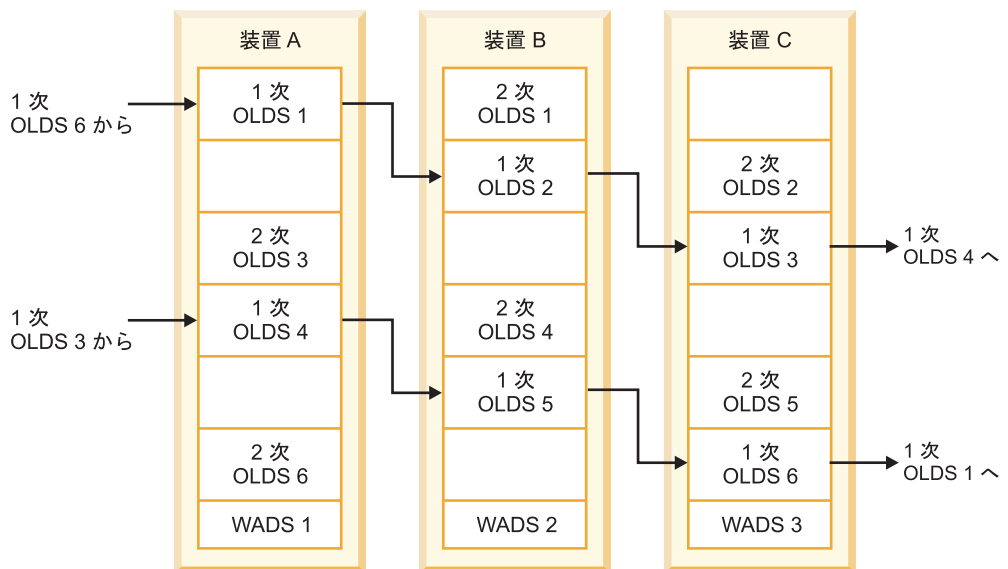 装置 A
装置 B
装置 C
1 次
OLDS 6 から
1 次
OLDS 1
2 次
OLDS 1
1 次
OLDS 2
2 次
OLDS 2
2 次
OLDS 3
1 次
OLDS 3
1 次
OLDS 4 へ
1 次
OLDS 3 から
1 次
OLDS 4
2 次
OLDS 4
1 次
OLDS 5
2 次
OLDS 5
2 次
OLDS 6
1 次
OLDS 6
1 次
OLDS 1 へ
WADS 1
WADS 2
WADS 3